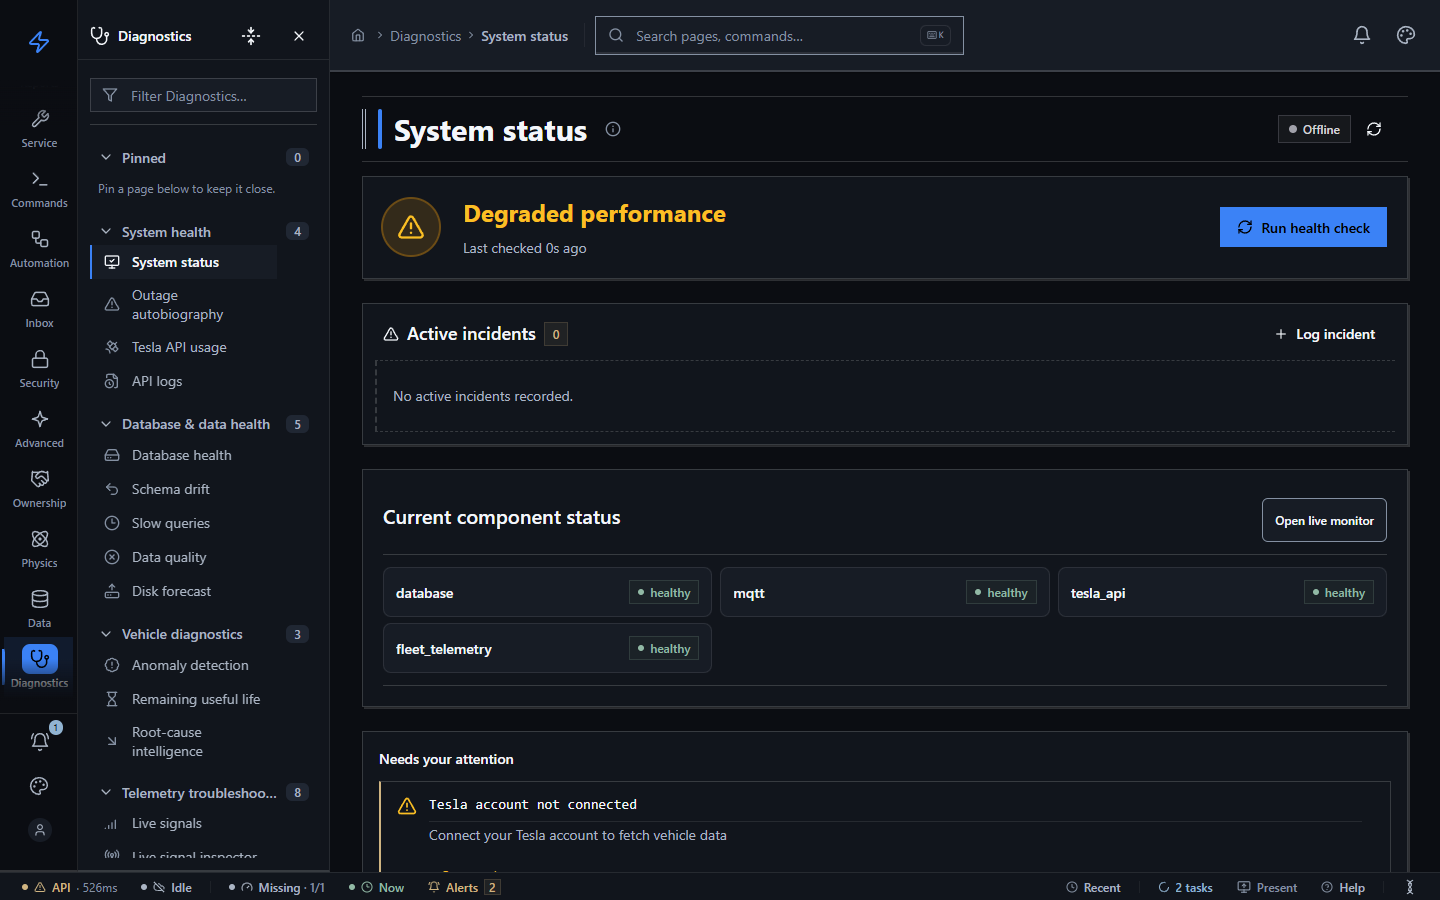 Diagnostics
Diagnostics
System status
Search pages, commands...
K
Service
Commands
Automation
Inbox
Security
Advanced
Ownership
Physics
Data
Diagnostics
1
Filter Diagnostics...
Pinned
0
Pin a page below to keep it close.
System health
4
System status
Outage
autobiography
Tesla API usage
API logs
Database & data health
5
Database health
Schema drift
Slow queries
Data quality
Disk forecast
Vehicle diagnostics
3
Anomaly detection
Remaining useful life
Root-cause
intelligence
Telemetry troubleshoo...
8
Live signals
Live signal inspector
System status
Offline
Degraded performance
Last checked 0s ago
Run health check
Active incidents
0
Log incident
No active incidents recorded.
Current component status
Open live monitor
database
healthy
mqtt
healthy
tesla_api
healthy
fleet_telemetry
healthy
Needs your attention
Tesla account not connected
Connect your Tesla account to fetch vehicle data
API · 526ms
Idle
Missing · 1/1
Now
Alerts 2
Recent
2 tasks
Present
Help